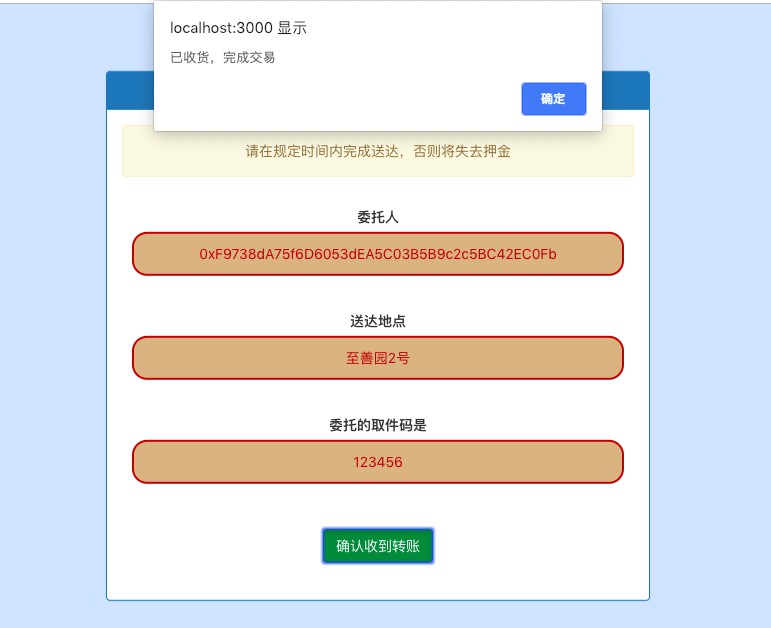 localhost:3000 显示
已收货，完成交易
确定
请在规定时间内完成送达，否则将失去押金
委托人
0xF9738dA75f6D6053dEA5C03B5B9c2c5BC42EC0Fb
送达地点
至善园2号
委托的取件码是
123456
确认收到转账